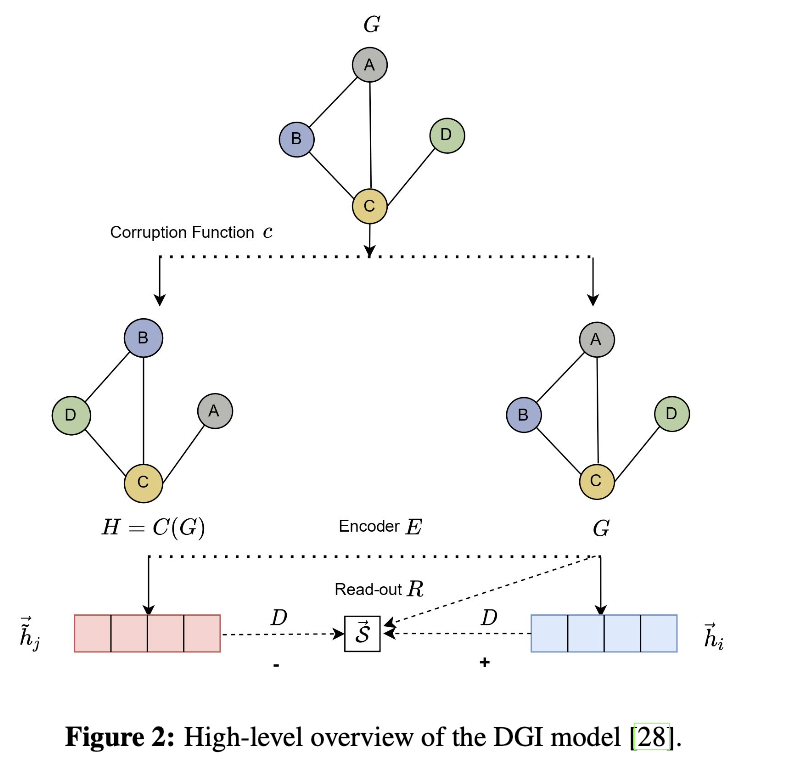 G
A
B
D
C
Corruption Function c
B
D
A
C
A
B
D
C
H = C(G)
Encoder E
G
Read-out R
\vec{\tilde{h}}_j
D
\vec{S}
D
\vec{h}_i
-
+
Figure 2: High-level overview of the DGI model [28].